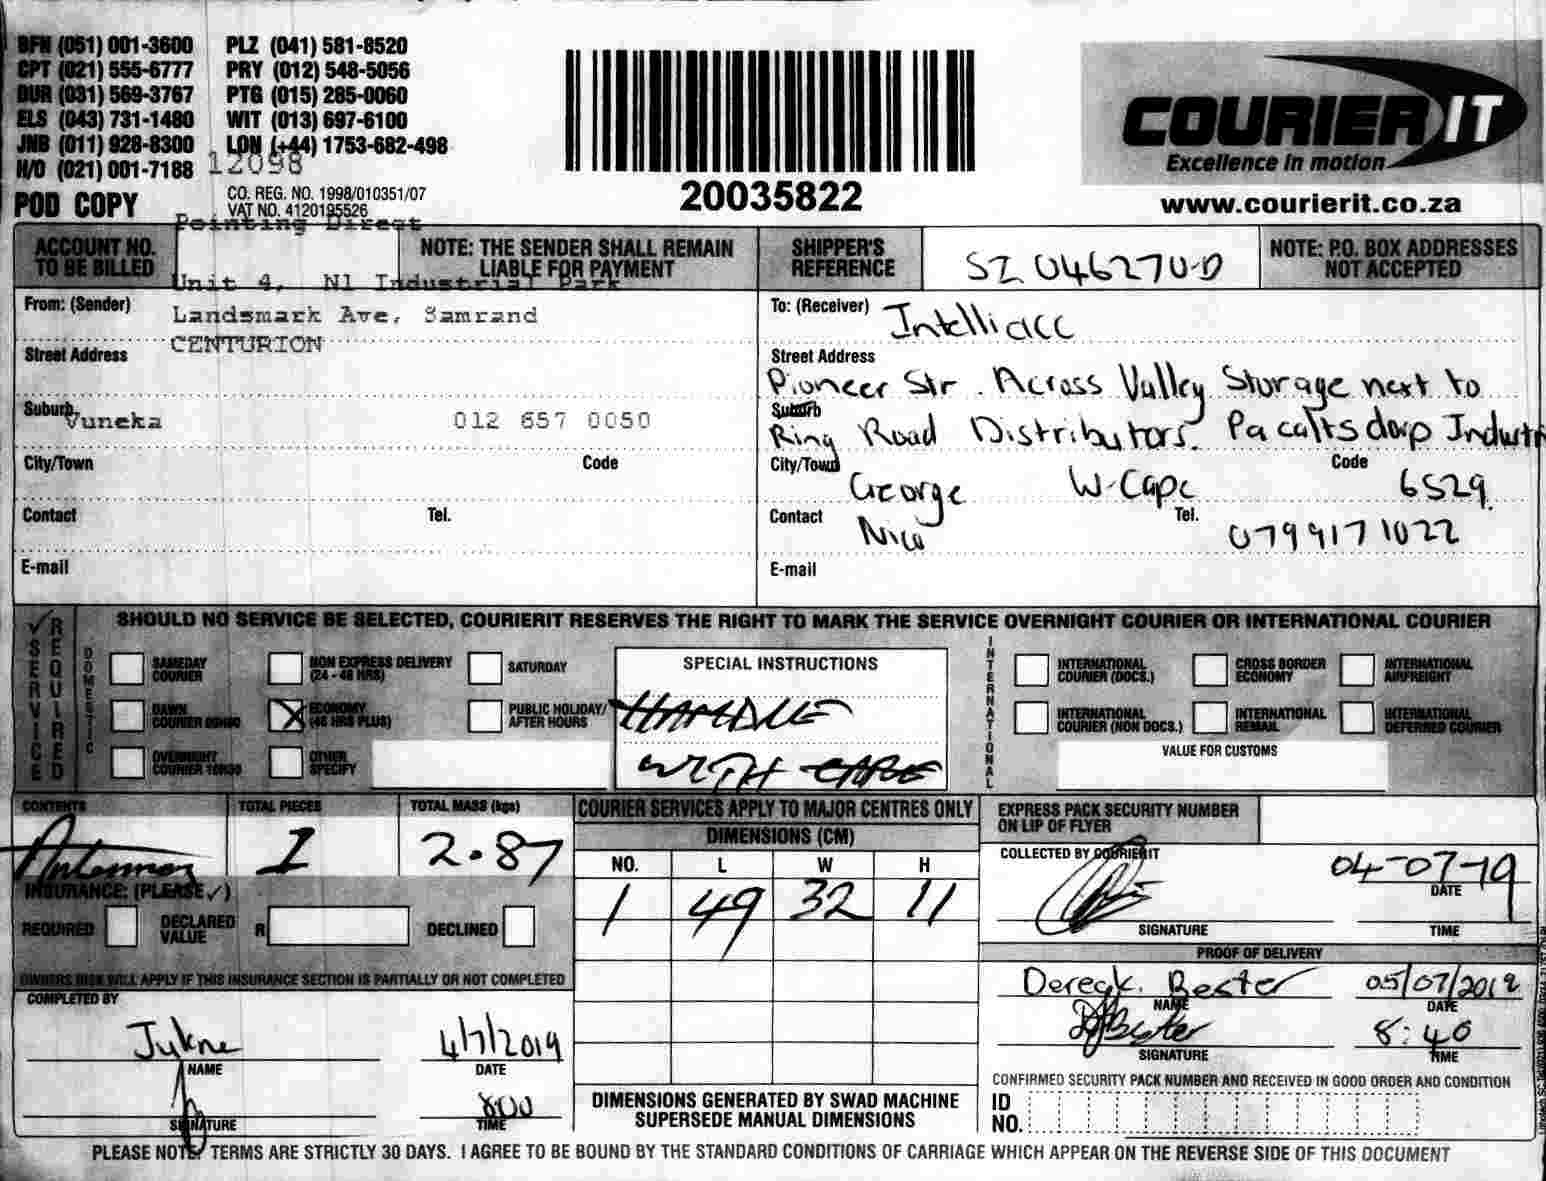 BFN (051) 001-3600 PLZ (041) 581-8520
CPT (021) 555-6777 PRY (012) 548-5056
DUR (031) 569-3767 PTG (015) 285-0060
ELS (043) 731-1480 WIT (013) 697-6100
JNB (011) 928-8300 LDN (+44) 1753-682-498
H/O (021) 001-7188 12098
POD COPY
CO. REG. NO. 1998/010351/07
VAT NO. 4120195526
20035822
COURIER IT
Excellence in motion
www.courierit.co.za
Pointing Direct
ACCOUNT NO. TO BE BILLED
NOTE: THE SENDER SHALL REMAIN LIABLE FOR PAYMENT
SHIPPER'S REFERENCE
NOTE: P.O. BOX ADDRESSES NOT ACCEPTED
Unit 4, N1 Industrial Park
From: (Sender) Landsmark Ave, Samrand
CENTURION
Street Address
Suburb Vuneka 012 657 0050
City/Town Code
Contact Tel.
E-mail
To: (Receiver) Intelliacc
Street Address
Pioneer Str. Across Valley Storage next to
Suburb
Ring Road Distributors. Pacaltsdorp
City/Town George W-Cape Code 6529
Contact Nico Tel. 0799171022
E-mail
SERVICE REQUIRED
SHOULD NO SERVICE BE SELECTED, COURIERIT RESERVES THE RIGHT TO MARK THE SERVICE OVERNIGHT COURIER OR INTERNATIONAL COURIER
DOMESTIC
SAMEDAY COURIER
NON EXPRESS DELIVERY (24 - 48 HRS)
SATURDAY
DAWN COURIER
ECONOMY (48 HRS PLUS)
PUBLIC HOLIDAY/ AFTER HOURS
OVERNIGHT COURIER 10H30
OTHER SPECIFY
SPECIAL INSTRUCTIONS
HANDLE
WITH CARE
INTERNATIONAL
INTERNATIONAL COURIER (DOCS.)
CROSS BORDER ECONOMY
INTERNATIONAL AIRFREIGHT
INTERNATIONAL COURIER (NON DOCS.)
INTERNATIONAL REMAIL
INTERNATIONAL DEFERRED COURIER
VALUE FOR CUSTOMS
CONTENTS TOTAL PIECES TOTAL MASS (kgs)
1 2.87
INSURANCE: (PLEASE ✓)
REQUIRED DECLARED VALUE R DECLINED
OWNERS RISK WILL APPLY IF THIS INSURANCE SECTION IS PARTIALLY OR NOT COMPLETED
COMPLETED BY
4/7/2019
NAME DATE
800
SIGNATURE TIME
COURIER SERVICES APPLY TO MAJOR CENTRES ONLY
DIMENSIONS (CM)
NO. L W H
1 49 32 11
DIMENSIONS GENERATED BY SWAD MACHINE
SUPERSEDE MANUAL DIMENSIONS
EXPRESS PACK SECURITY NUMBER
ON LIP OF FLYER
COLLECTED BY COURIERIT
04-07-19
DATE
SIGNATURE TIME
PROOF OF DELIVERY
Bester 05/07/2019
NAME DATE
8:40
SIGNATURE TIME
CONFIRMED SECURITY PACK NUMBER AND RECEIVED IN GOOD ORDER AND CONDITION
ID NO.
PLEASE NOTE: TERMS ARE STRICTLY 30 DAYS. I AGREE TO BE BOUND BY THE STANDARD CONDITIONS OF CARRIAGE WHICH APPEAR ON THE REVERSE SIDE OF THIS DOCUMENT